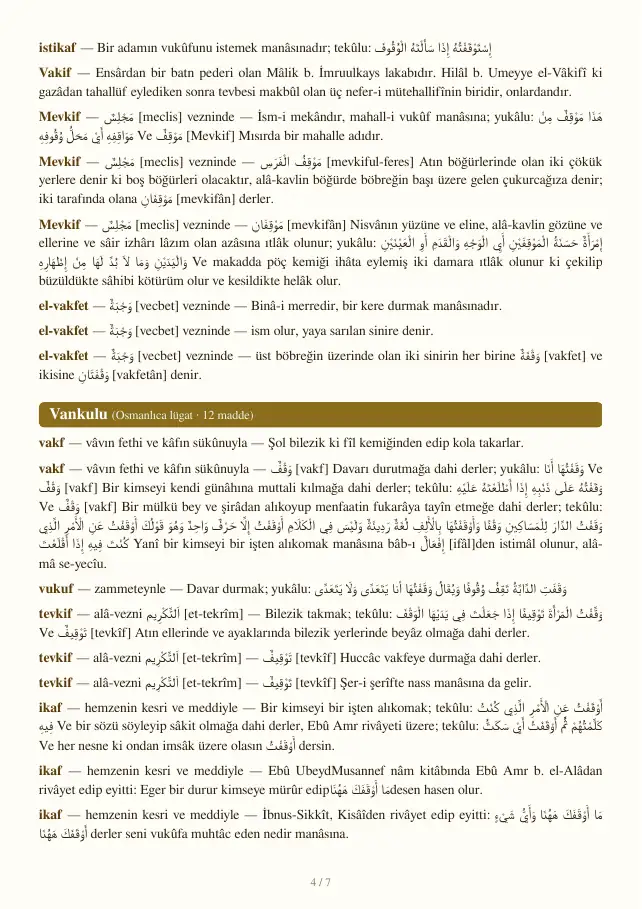 istikaf — Bir adamın vukûfunu istemek manâsınadır; tekûlu: إِسْتَوْقَفْتُهُ إِذَا سَأَلْتَهُ الْوُقُوفَ
Vakif — Ensârdan bir batn pederi olan Mâlik b. İmruulkays lakabıdır. Hilâl b. Umeyye el-Vâkifî ki
gazâdan tahallüf eylediken sonra tevbesi makbûl olan üç nefer-i mütehallifînin biridir, onlardandır.
Mevkif — مَجْلِسٌ [meclis] vezninde — İsm-i mekândır, mahall-i vukûf manâsına; yukâlu: هَذَا مَوْقِفٌ مِنْ
مَوَاقِفِهِ أَيْ مَحَلُّ وُقُوفِهِ Ve مَوْقِفٌ [Mevkif] Mısırda bir mahalle adıdır.
Mevkif — مَجْلِسٌ [meclis] vezninde — مَوْقِفُ الْفَرَسِ [mevkiful-feres] Atın böğürlerinde olan iki çökük
yerlere denir ki boş böğürleri olacaktır, alâ-kavlin böğürde böbreğin başı üzere gelen çukurcağıza denir;
iki tarafında olana مَوْقِفَانِ [mevkifân] derler.
Mevkif — مَجْلِسٌ [meclis] vezninde — مَوْقِفَانِ [mevkifân] Nisvânın yüzüne ve eline, alâ-kavlin gözüne ve
ellerine ve sâir izhârı lâzım olan azâsına ıtlâk olunur; yukâlu: إِمْرَأَةٌ حَسَنَةُ الْمَوْقِفَيْنِ أَيِ الْوَجْهِ وَالْقَدَمِ أَوِ الْعَيْنَيْنِ
وَالْيَدَيْنِ وَمَا لاَ بُدَّ لَهَا مِنْ إِظْهَارِهِ Ve makadda pöç kemiği ihâta eylemiş iki damara ıtlâk olunur ki çekilip
büzüldükte sâhibi kötürüm olur ve kesildikte helâk olur.
el-vakfet — وَجْبَةٌ [vecbet] vezninde — Binâ-i merredir, bir kere durmak manâsınadır.
el-vakfet — وَجْبَةٌ [vecbet] vezninde — ism olur, yaya sarılan sinire denir.
el-vakfet — وَجْبَةٌ [vecbet] vezninde — üst böbreğin üzerinde olan iki sinirin her birine وَقْفَةٌ [vakfet] ve
ikisine وَقْفَتَانِ [vakfetân] denir.
Vankulu (Osmanlıca lügat · 12 madde)
vakf — vâvın fethi ve kâfın sükûnuyla — Şol bilezik ki fîl kemiğinden edip kola takarlar.
vakf — vâvın fethi ve kâfın sükûnuyla — وَقْفٌ [vakf] Davarı durutmağa dahi derler; yukâlu: وَقَفْتُهَا أَنَا Ve
وَقْفٌ [vakf] Bir kimseyi kendi günâhına muttali kılmağa dahi derler; tekûlu: وَقَفْتُهُ عَلَى ذَنْبِهِ إِذَا أَطْلَعْتَهُ عَلَيْهِ
Ve وَقْفٌ [vakf] Bir mülkü bey ve şirâdan alıkoyup menfaatin fukarâya tayîn etmeğe dahi derler; tekûlu:
وَقَفْتُ الدَّارَ لِلْمَسَاكِينِ وَقْفًا وَأَوْقَفْتُهَا بِالْأَلِفِ لُغَةٌ رَدِيئَةٌ وَلَيْسَ فِي الْكَلَامِ أَوْقَفْتُ إِلَّا حَرْفٌ وَاحِدٌ وَهُوَ قَوْلُكَ أَوْقَفْتُ عَنِ الْأَمْرِ الَّذِي
كُنْتُ فِيهِ إِذَا أَقْلَعْتَ Yanî bir kimseyi bir işten alıkomak manâsına bâb-ı إِفْعَالٌ [ifâl]den istimâl olunur, alâ-
mâ se-yecîu.
vukuf — zammeteynle — Davar durmak; yukâlu: وَقَفَتِ الدَّابَّةُ تَقِفُ وُقُوفًا وَيُقَالُ وَقَفْتُهَا أنا يَتَعَدَّى وَلَا يَتَعَدَّى
tevkif — alâ-vezni اَلتَّكْرِيم [et-tekrîm] — Bilezik takmak; tekûlu: وَقَّفْتُ الْمَرْأَةَ تَوْقِيفًا إِذَا جَعَلْتَ فِي يَدَيْهَا الْوَقْفَ
Ve تَوْقِيفٌ [tevkîf] Atın ellerinde ve ayaklarında bilezik yerlerinde beyâz olmağa dahi derler.
tevkif — alâ-vezni اَلتَّكْرِيم [et-tekrîm] — تَوْقِيفٌ [tevkîf] Huccâc vakfeye durmağa dahi derler.
tevkif — alâ-vezni اَلتَّكْرِيم [et-tekrîm] — تَوْقِيفٌ [tevkîf] Şer-i şerîfte nass manâsına da gelir.
ikaf — hemzenin kesri ve meddiyle — Bir kimseyi bir işten alıkomak; tekûlu: أَوْقَفْتُ عَنِ الْأَمْرِ الَّذِي كُنْتُ
فِيهِ Ve bir sözü söyleyip sâkit olmağa dahi derler, Ebû Amr rivâyeti üzere; tekûlu: كَلَّمْتُهُمْ ثُمَّ أَوْقَفْتُ أَيْ سَكَتُّ
Ve her nesne ki ondan imsâk üzere olasın أَوْقَفْتُ dersin.
ikaf — hemzenin kesri ve meddiyle — Ebû UbeydMusannef nâm kitâbında Ebû Amr b. el-Alâdan
rivâyet edip eyitti: Eger bir durur kimseye mürûr edipمَا أَوْقَفَكَ هَهُنَاdesen hasen olur.
ikaf — hemzenin kesri ve meddiyle — İbnus-Sikkît, Kisâîden rivâyet edip eyitti: مَا أَوْقَفَكَ هَهُنَا وَأَيُّ شَيْءٍ
أَوْقَفَكَ هَهُنَا derler seni vukûfa muhtâc eden nedir manâsına.
4 / 7